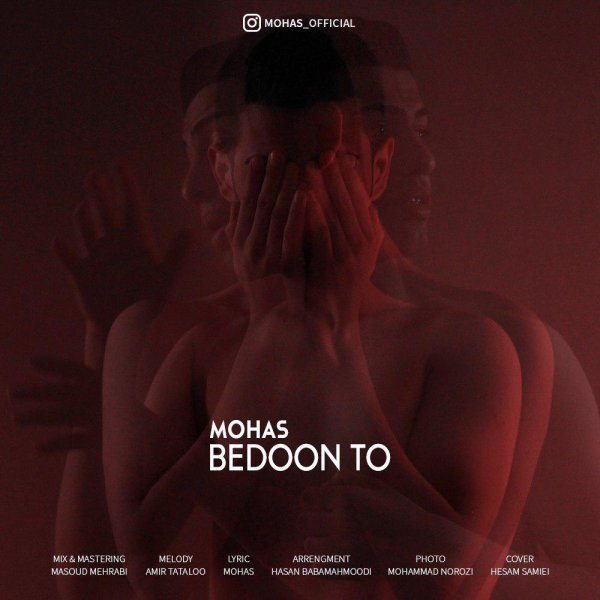 MOHAS_OFFICIAL
MOHAS
BEDOON TO
MIX & MASTERING
MASOUD MEHRABI
MELODY
AMIR TATALOO
LYRIC
MOHAS
ARRENGMENT
HASAN BABAMAHMOODI
PHOTO
MOHAMMAD NOROZI
COVER
HESAM SAMIEI